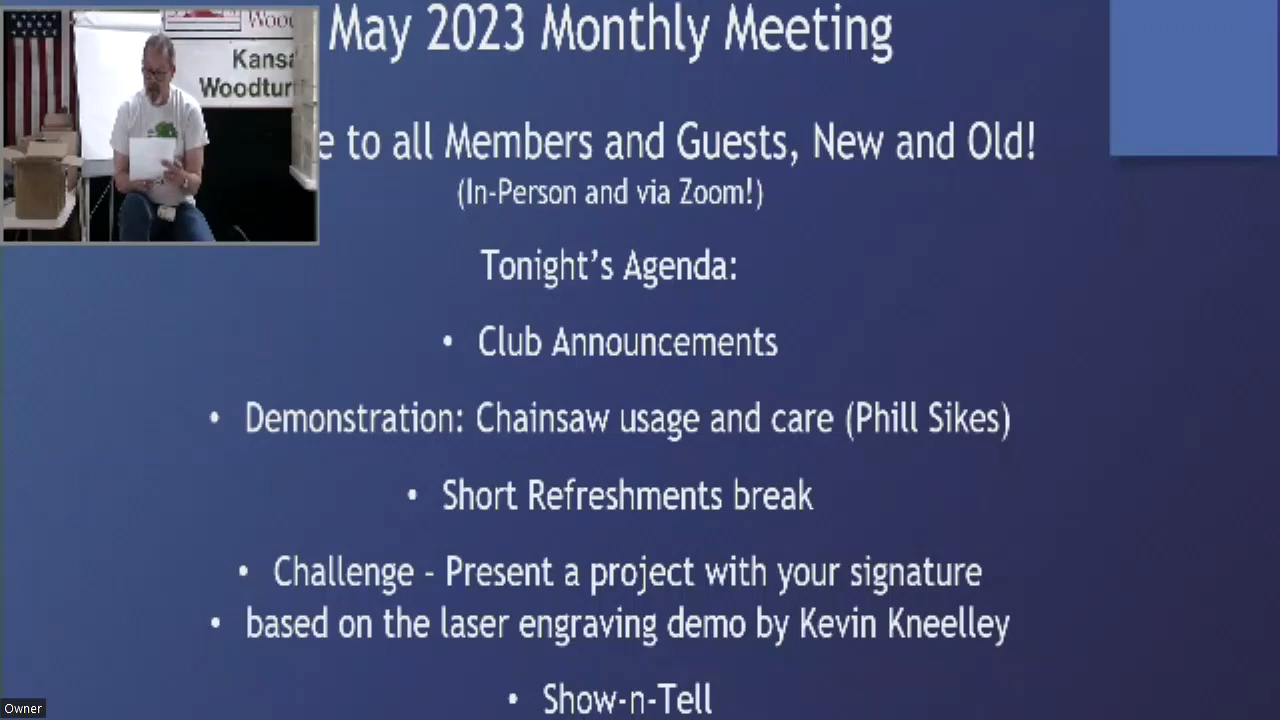 May 2023 Monthly Meeting
e to all Members and Guests, New and Old!
(In-Person and via Zoom!)
Tonight's Agenda:
• Club Announcements
• Demonstration: Chainsaw usage and care (Phill Sikes)
• Short Refreshments break
• Challenge - Present a project with your signature
• based on the laser engraving demo by Kevin Kneelley
• Show-n-Tell
Wood
Kansa
Woodtur
Owner